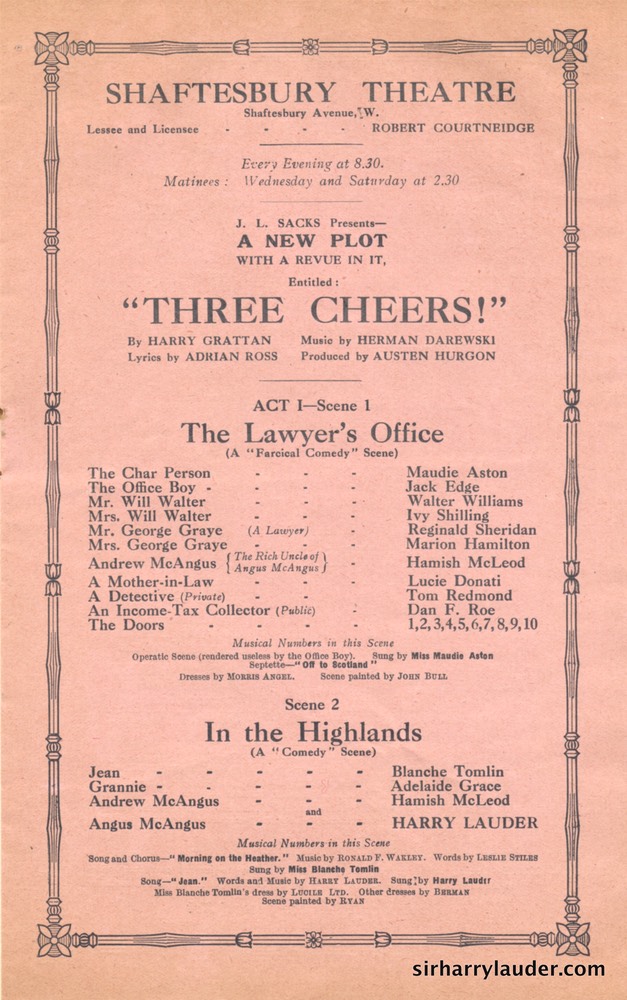 SHAFTESBURY THEATRE
Shaftesbury Avenue, W.
Lessee and Licensee - - - - ROBERT COURTNEIDGE
Every Evening at 8.30.
Matinees : Wednesday and Saturday at 2.30
J. L. SACKS Presents—
A NEW PLOT
WITH A REVUE IN IT,
Entitled :
“THREE CHEERS!”
By HARRY GRATTAN Music by HERMAN DAREWSKI
Lyrics by ADRIAN ROSS Produced by AUSTEN HURGON
ACT I—Scene 1
The Lawyer's Office
(A "Farcical Comedy" Scene)
The Char Person - - - Maudie Aston
The Office Boy - - - - Jack Edge
Mr. Will Walter - - - Walter Williams
Mrs. Will Walter - - - Ivy Shilling
Mr. George Graye (A Lawyer) - Reginald Sheridan
Mrs. George Graye - - - Marion Hamilton
Andrew McAngus {The Rich Uncle of Angus McAngus} - Hamish McLeod
A Mother-in-Law - - - Lucie Donati
A Detective (Private) - - - Tom Redmond
An Income-Tax Collector (Public) - Dan F. Roe
The Doors - - - - 1,2,3,4,5,6,7,8,9,10
Musical Numbers in this Scene
Operatic Scene (rendered useless by the Office Boy). Sung by Miss Maudie Aston
Septette—"Off to Scotland"
Dresses by MORRIS ANGEL. Scene painted by JOHN BULL
Scene 2
In the Highlands
(A "Comedy" Scene)
Jean - - - - - - Blanche Tomlin
Grannie - - - - - - Adelaide Grace
Andrew McAngus - - - Hamish McLeod
and
Angus McAngus - - - HARRY LAUDER
Musical Numbers in this Scene
Song and Chorus—"Morning on the Heather." Music by RONALD F. WAKLEY. Words by LESLIE STILES
Sung by Miss Blanche Tomlin
Song—"Jean." Words and Music by HARRY LAUDER. Sung by Harry Lauder
Miss Blanche Tomlin's dress by LUCILE LTD. Other dresses by BERMAN
Scene painted by RYAN
sirharrylauder.com